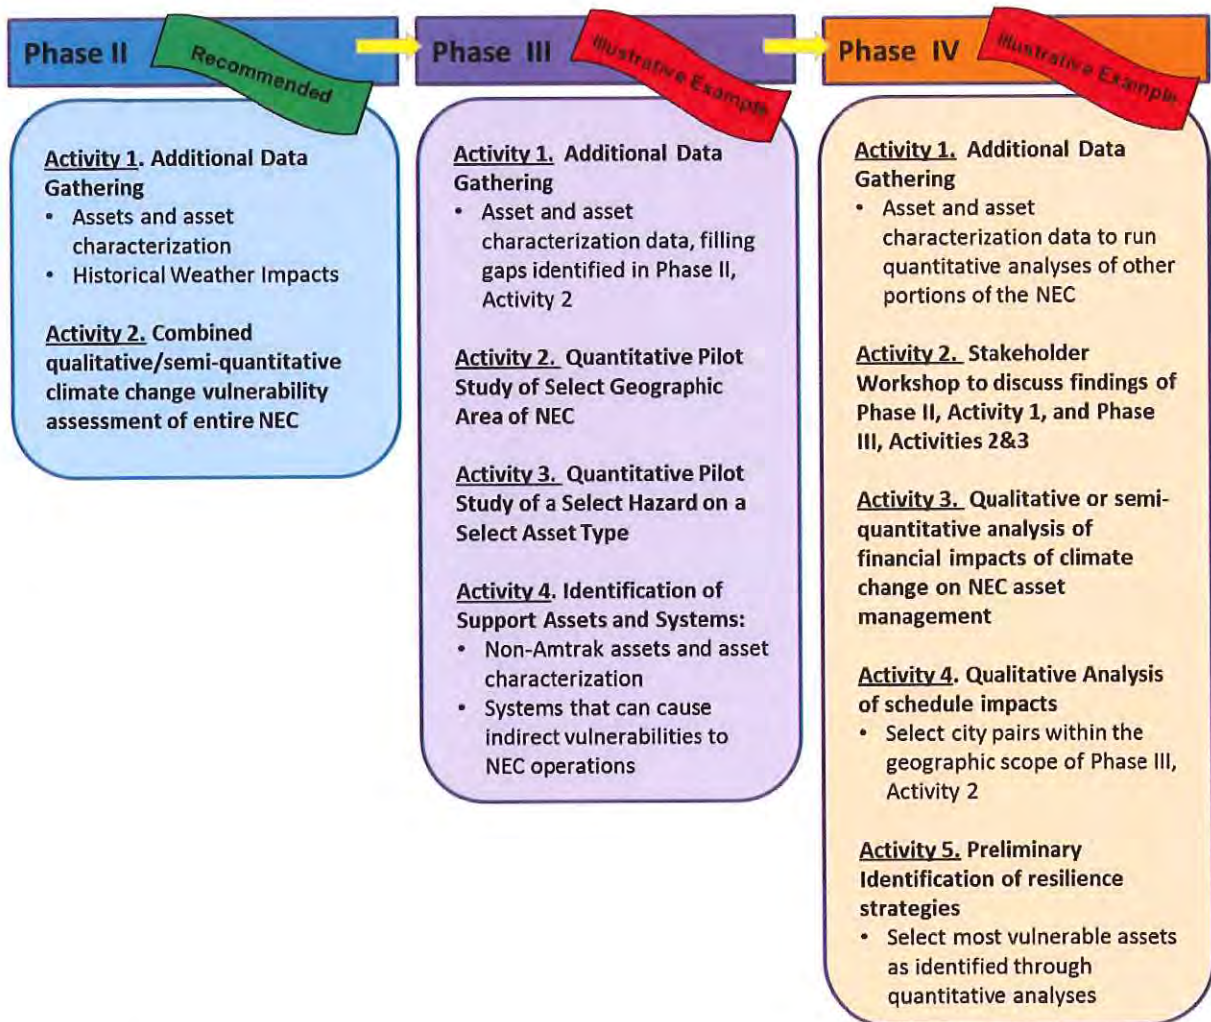 Phase II
Recommended
Activity 1. Additional Data
Gathering
• Assets and asset
characterization
• Historical Weather Impacts
Activity 2. Combined
qualitative/semi-quantitative
climate change vulnerability
assessment of entire NEC
Phase III
Illustrative Example
Activity 1. Additional Data
Gathering
• Asset and asset
characterization data, filling
gaps identified in Phase II,
Activity 2
Activity 2. Quantitative Pilot
Study of Select Geographic
Area of NEC
Activity 3. Quantitative Pilot
Study of a Select Hazard on a
Select Asset Type
Activity 4. Identification of
Support Assets and Systems:
• Non-Amtrak assets and asset
characterization
• Systems that can cause
indirect vulnerabilities to
NEC operations
Phase IV
Illustrative Example
Activity 1. Additional Data
Gathering
• Asset and asset
characterization data to run
quantitative analyses of other
portions of the NEC
Activity 2. Stakeholder
Workshop to discuss findings of
Phase II, Activity 1, and Phase
III, Activities 2&3
Activity 3. Qualitative or semi-
quantitative analysis of
financial impacts of climate
change on NEC asset
management
Activity 4. Qualitative Analysis
of schedule impacts
• Select city pairs within the
geographic scope of Phase III,
Activity 2
Activity 5. Preliminary
Identification of resilience
strategies
• Select most vulnerable assets
as identified through
quantitative analyses